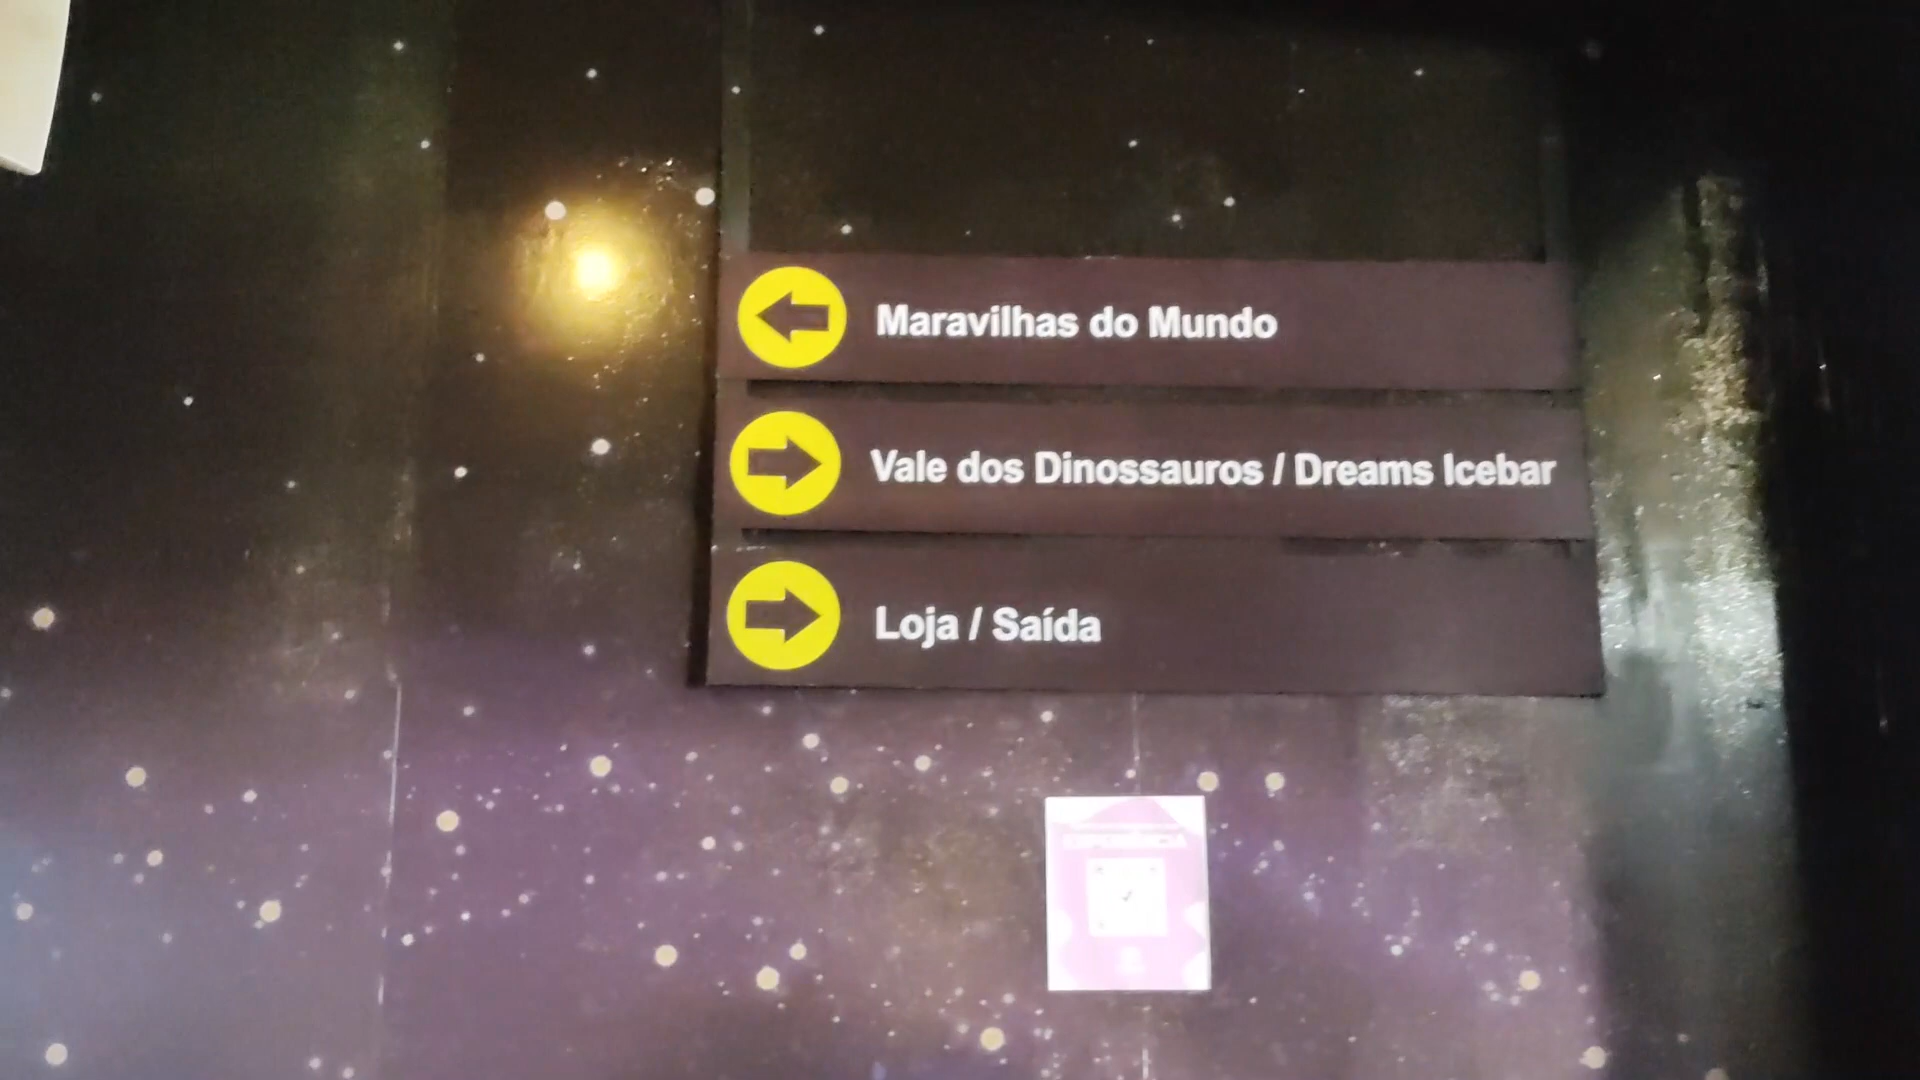 Maravilhas do Mundo
Vale dos Dinossauros / Dreams Icebar
Loja / Saída